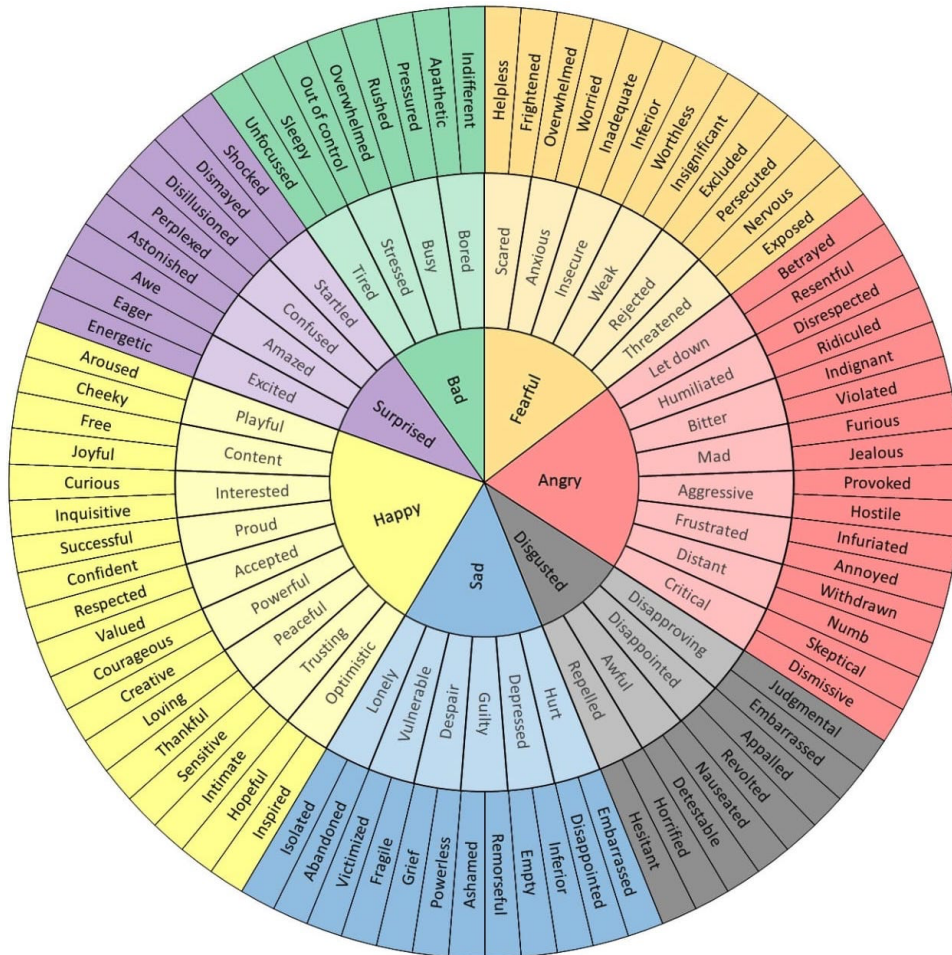 Fearful
Angry
Disgusted
Sad
Happy
Surprised
Bad
Scared
Anxious
Insecure
Weak
Rejected
Threatened
Let down
Humiliated
Bitter
Mad
Aggressive
Frustrated
Distant
Critical
Disapproving
Disappointed
Awful
Repelled
Hurt
Depressed
Guilty
Despair
Vulnerable
Lonely
Optimistic
Trusting
Peaceful
Powerful
Accepted
Proud
Interested
Content
Playful
Excited
Amazed
Confused
Startled
Tired
Stressed
Busy
Bored
Helpless
Frightened
Overwhelmed
Worried
Inadequate
Inferior
Worthless
Insignificant
Excluded
Persecuted
Nervous
Exposed
Betrayed
Resentful
Disrespected
Ridiculed
Indignant
Violated
Furious
Jealous
Provoked
Hostile
Infuriated
Annoyed
Withdrawn
Numb
Skeptical
Dismissive
Judgmental
Embarrassed
Appalled
Revolted
Nauseated
Detestable
Horrified
Hesitant
Embarrassed
Disappointed
Inferior
Empty
Remorseful
Ashamed
Powerless
Grief
Fragile
Victimized
Abandoned
Isolated
Inspired
Hopeful
Intimate
Sensitive
Thankful
Loving
Creative
Courageous
Valued
Respected
Confident
Successful
Inquisitive
Curious
Joyful
Free
Cheeky
Aroused
Energetic
Eager
Awe
Astonished
Perplexed
Disillusioned
Dismayed
Shocked
Unfocussed
Sleepy
Out of control
Overwhelmed
Rushed
Pressured
Apathetic
Indifferent